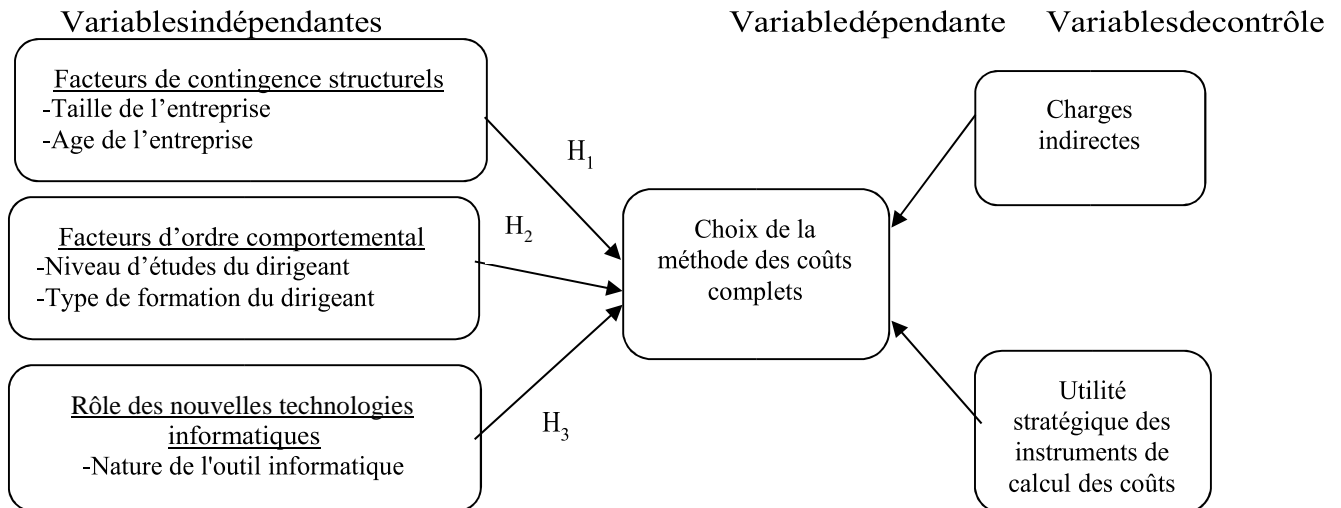 Variablesindépendantes
Variabledépendante
Variablesdecontrôle
Facteurs de contingence structurels
-Taille de l’entreprise
-Age de l’entreprise
H1
Facteurs d’ordre comportemental
-Niveau d’études du dirigeant
-Type de formation du dirigeant
H2
Rôle des nouvelles technologies
informatiques
-Nature de l'outil informatique
H3
Choix de la
méthode des coûts
complets
Charges
indirectes
Utilité
stratégique des
instruments de
calcul des coûts